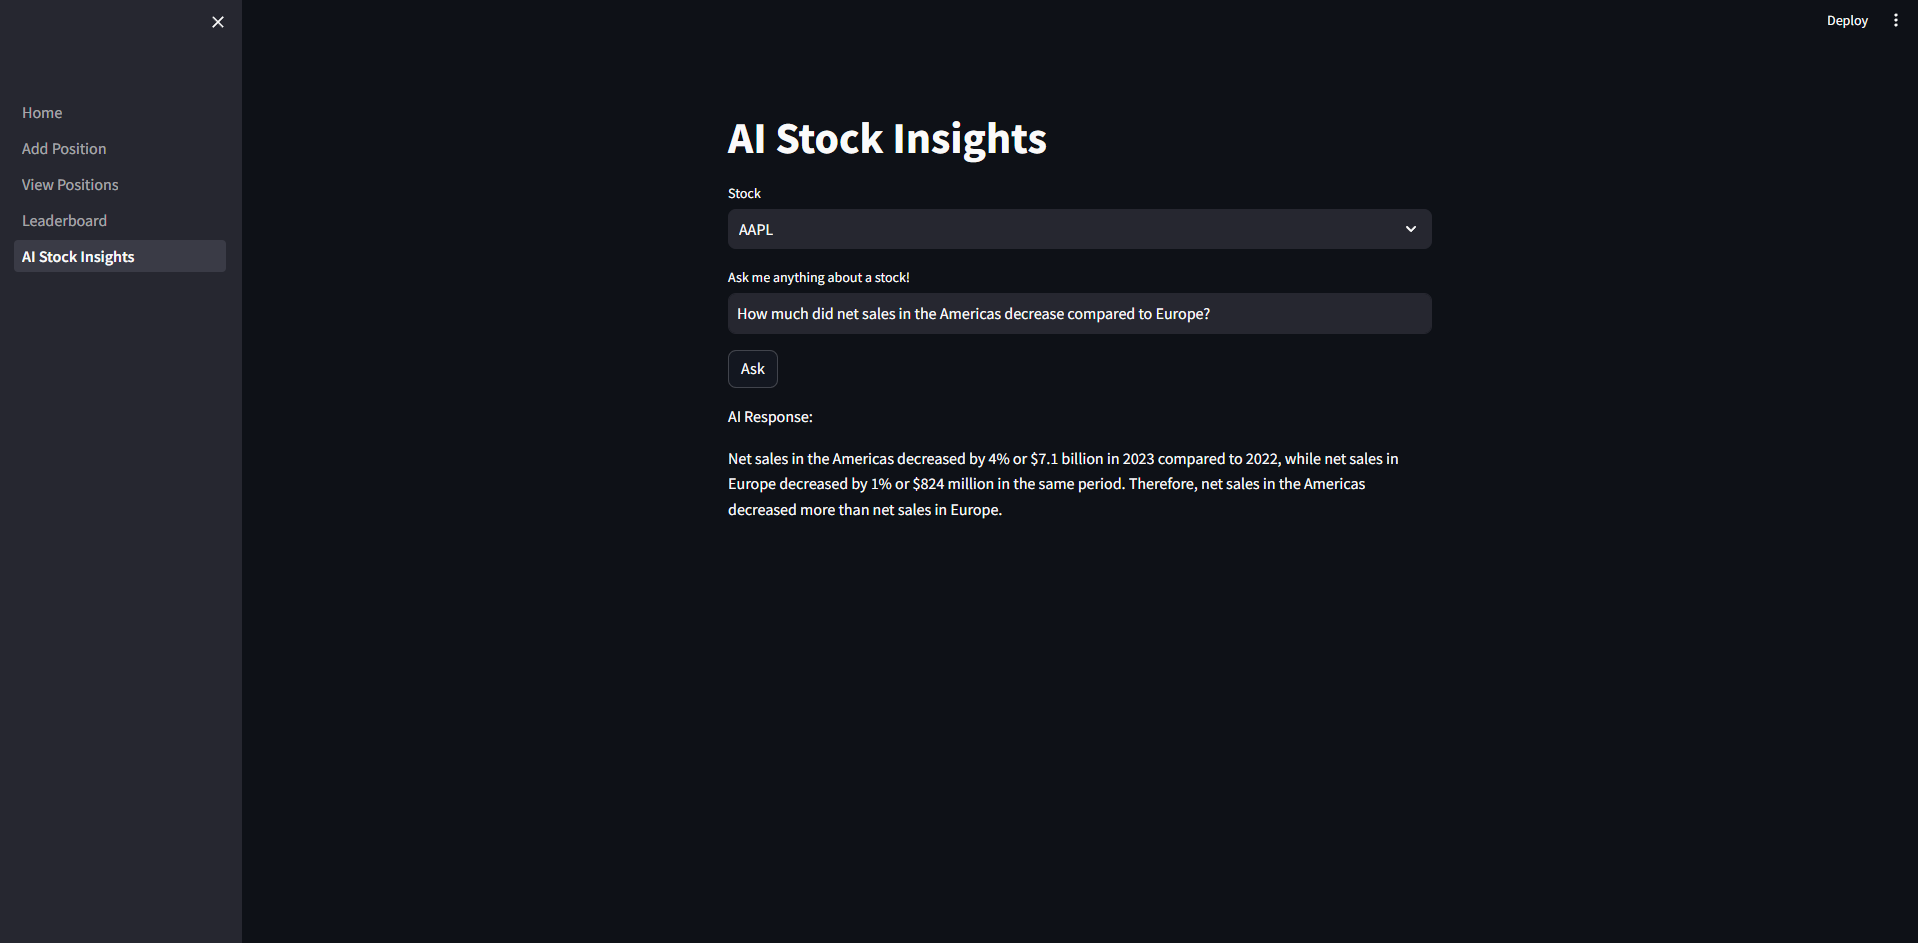 Deploy
Home
Add Position
View Positions
Leaderboard
AI Stock Insights
AI Stock Insights
Stock
AAPL
Ask me anything about a stock!
How much did net sales in the Americas decrease compared to Europe?
Ask
AI Response:
Net sales in the Americas decreased by 4% or $7.1 billion in 2023 compared to 2022, while net sales in
Europe decreased by 1% or $824 million in the same period. Therefore, net sales in the Americas
decreased more than net sales in Europe.